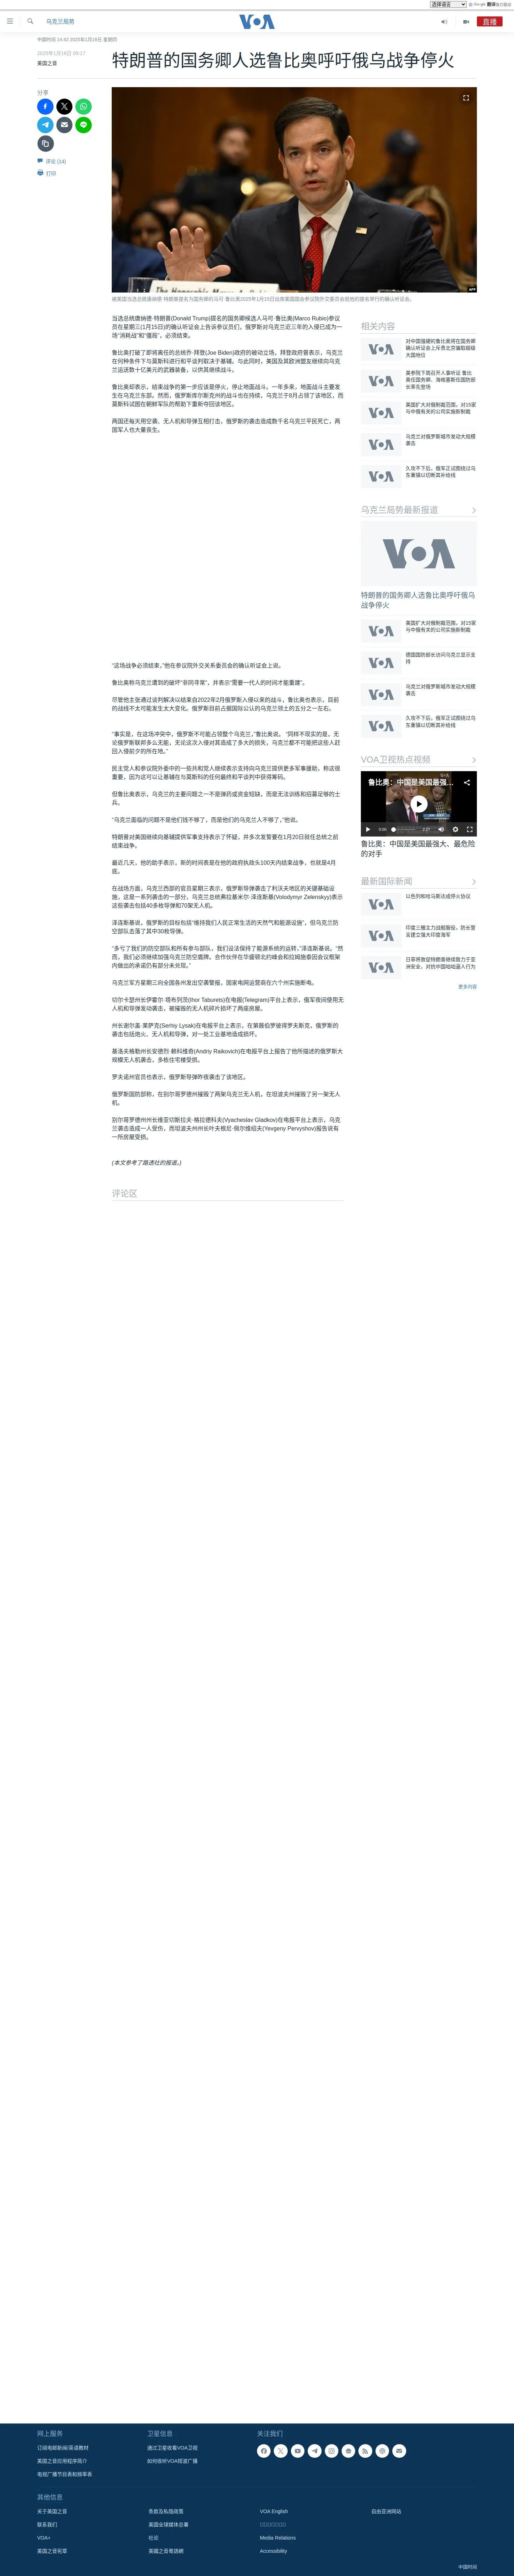 选择语言
由 Google 翻译强力驱动
乌克兰局势
VOA
直播
中国时间 14:42 2025年1月16日 星期四
2025年1月16日 09:17
美国之音
特朗普的国务卿人选鲁比奥呼吁俄乌战争停火
分享
评论 (14)
打印
AFP
被美国当选总统唐纳德·特朗普提名为国务卿的马可·鲁比奥2025年1月15日出席美国国会参议院外交委员会就他的提名举行的确认听证会。
当选总统唐纳德·特朗普(Donald Trump)提名的国务卿候选人马可·鲁比奥(Marco Rubio)参议员在星期三(1月15日)的确认听证会上告诉参议员们，俄罗斯对乌克兰近三年的入侵已成为一场“消耗战”和“僵局”，必须结束。
鲁比奥打破了即将离任的总统乔·拜登(Joe Biden)政府的被动立场，拜登政府曾表示，乌克兰在何种条件下与莫斯科进行和平谈判取决于基辅。与此同时，美国及其欧洲盟友继续向乌克兰运送数十亿美元的武器装备，以供其继续战斗。
鲁比奥却表示，结束战争的第一步应该是停火，停止地面战斗。一年多来，地面战斗主要发生在乌克兰东部。然而，俄罗斯库尔斯克州的战斗也在持续，乌克兰于8月占领了该地区，而莫斯科试图在朝鲜军队的帮助下重新夺回该地区。
两国还每天用空袭、无人机和导弹互相打击，俄罗斯的袭击造成数千名乌克兰平民死亡，两国军人也大量丧生。
“这场战争必须结束，”他在参议院外交关系委员会的确认听证会上说。
鲁比奥称乌克兰遭到的破坏“非同寻常”，并表示“需要一代人的时间才能重建”。
尽管他主张通过谈判解决以结束自2022年2月俄罗斯入侵以来的战斗，鲁比奥也表示，目前的战线不太可能发生太大变化。俄罗斯目前占据国际公认的乌克兰领土的五分之一左右。
“事实是，在这场冲突中，俄罗斯不可能占领整个乌克兰，”鲁比奥说。 “同样不现实的是，无论俄罗斯联邦多么无能，无论这次入侵对其造成了多大的损失，乌克兰都不可能把这些人赶回入侵前夕的所在地。”
民主党人和参议院外委中的一些共和党人继续表示支持向乌克兰提供更多军事援助，称这很重要，因为这可以让基辅在与莫斯科的任何最终和平谈判中获得筹码。
但鲁比奥表示，乌克兰的主要问题之一不是弹药或资金短缺，而是无法训练和招募足够的士兵。
“乌克兰面临的问题不是他们钱不够了，而是他们的乌克兰人不够了，”他说。
特朗普对美国继续向基辅提供军事支持表示了怀疑，并多次发誓要在1月20日就任总统之前结束战争。
最近几天，他的助手表示，新的时间表是在他的政府执政头100天内结束战争，也就是4月底。
在战场方面，乌克兰西部的官员星期三表示，俄罗斯导弹袭击了利沃夫地区的关键基础设施，这是一系列袭击的一部分，乌克兰总统弗拉基米尔·泽连斯基(Volodymyr Zelenskyy)表示这些袭击包括40多枚导弹和70架无人机。
泽连斯基说，俄罗斯的目标包括“维持我们人民正常生活的天然气和能源设施”，但乌克兰防空部队击落了其中30枚导弹。
“多亏了我们的防空部队和所有参与部队，我们设法保持了能源系统的运转，”泽连斯基说。“然而，我们必须继续加强乌克兰防空盾牌。合作伙伴在华盛顿北约峰会和拉姆施泰因会议框架内做出的承诺仍有部分未兑现。”
乌克兰军方星期三向全国各州发出空袭警报，国家电网运营商在六个州实施断电。
切尔卡瑟州长伊霍尔·塔布列茨(Ihor Taburets)在电报(Telegram)平台上表示，俄军夜间使用无人机和导弹发动袭击，被摧毁的无人机碎片损坏了两座房屋。
州长谢尔盖·莱萨克(Serhiy Lysak)在电报平台上表示，在第聂伯罗彼得罗夫斯克，俄罗斯的袭击包括炮火、无人机和导弹，对一处工业基地造成损坏。
基洛夫格勒州长安德烈·赖科维奇(Andriy Raikovich)在电报平台上报告了他所描述的俄罗斯大规模无人机袭击，多栋住宅楼受损。
罗夫诺州官员也表示，俄罗斯导弹昨夜袭击了该地区。
俄罗斯国防部称，在别尔哥罗德州摧毁了两架乌克兰无人机，在坦波夫州摧毁了另一架无人机。
别尔哥罗德州州长维亚切斯拉夫·格拉德科夫(Vyacheslav Gladkov)在电报平台上表示，乌克兰袭击造成一人受伤，而坦波夫州州长叶夫根尼·佩尔维绍夫(Yevgeny Pervyshov)报告说有一所房屋受损。
(本文参考了路透社的报道。)
评论区
相关内容
对中国强硬的鲁比奥将在国务卿确认听证会上斥责北京骗取超级大国地位
美参院下周召开人事听证 鲁比奥任国务卿、海格塞斯任国防部长率先登场
美国扩大对俄制裁范围，对15家与中俄有关的公司实施新制裁
乌克兰对俄罗斯城市发动大规模袭击
久攻不下后，俄军正试图绕过乌东重镇以切断其补给线
乌克兰局势最新报道
特朗普的国务卿人选鲁比奥呼吁俄乌战争停火
美国扩大对俄制裁范围，对15家与中俄有关的公司实施新制裁
德国国防部长访问乌克兰显示支持
乌克兰对俄罗斯城市发动大规模袭击
久攻不下后，俄军正试图绕过乌东重镇以切断其补给线
VOA卫视热点视频
鲁比奥：中国是美国最强...
0:00
2:27
鲁比奥：中国是美国最强大、最危险的对手
最新国际新闻
以色列和哈马斯达成停火协议
印度三艘主力战舰服役，防长誓言建立强大印度海军
日菲将敦促特朗普继续致力于亚洲安全，对抗中国咄咄逼人行为
更多内容
网上服务
订阅电邮新闻/英语教材
美国之音应用程序简介
电视广播节目表和频率表
卫星信息
通过卫星收看VOA卫视
如何收听VOA短波广播
关注我们
其他信息
关于美国之音
条款及私隐政策
VOA English
自由亚洲网站
联系我们
美国全球媒体总署
VOA+
社论
Media Relations
美国之音宪章
美國之音粵語網
Accessibility
中国时间